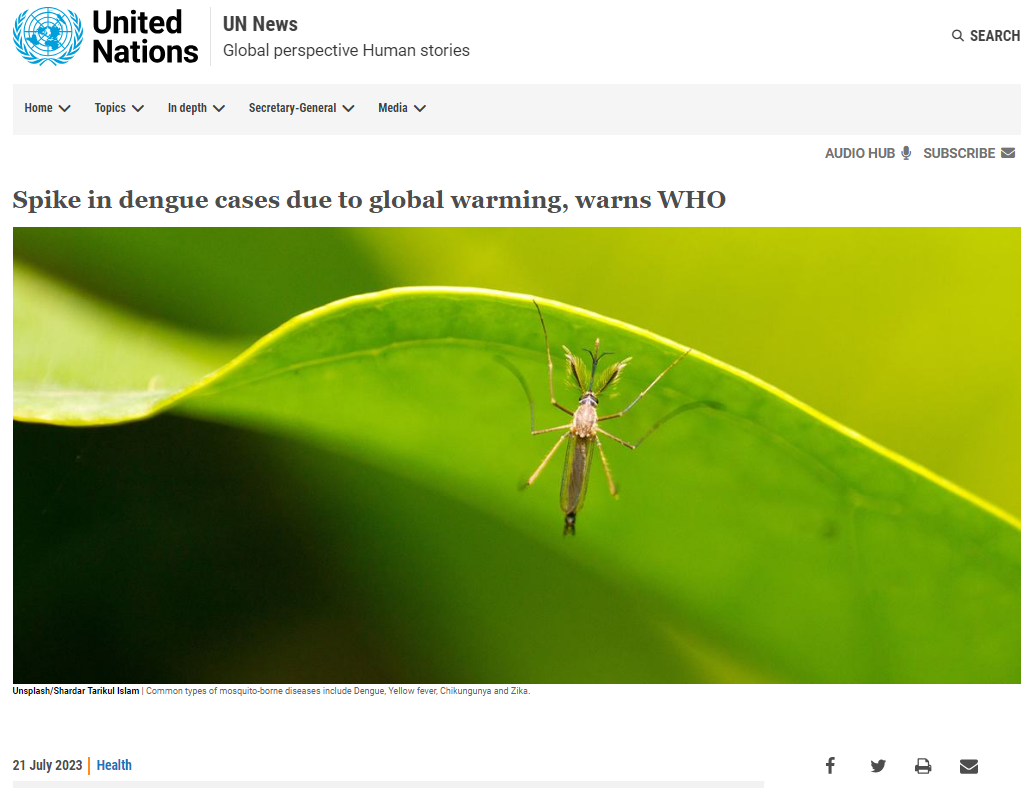 United
Nations
UN News
Global perspective Human stories
SEARCH
Home Topics In depth Secretary-General Media
AUDIO HUB SUBSCRIBE
Spike in dengue cases due to global warming, warns WHO
Unsplash/Shardar Tarikul Islam | Common types of mosquito-borne diseases include Dengue, Yellow fever, Chikungunya and Zika.
21 July 2023 | Health